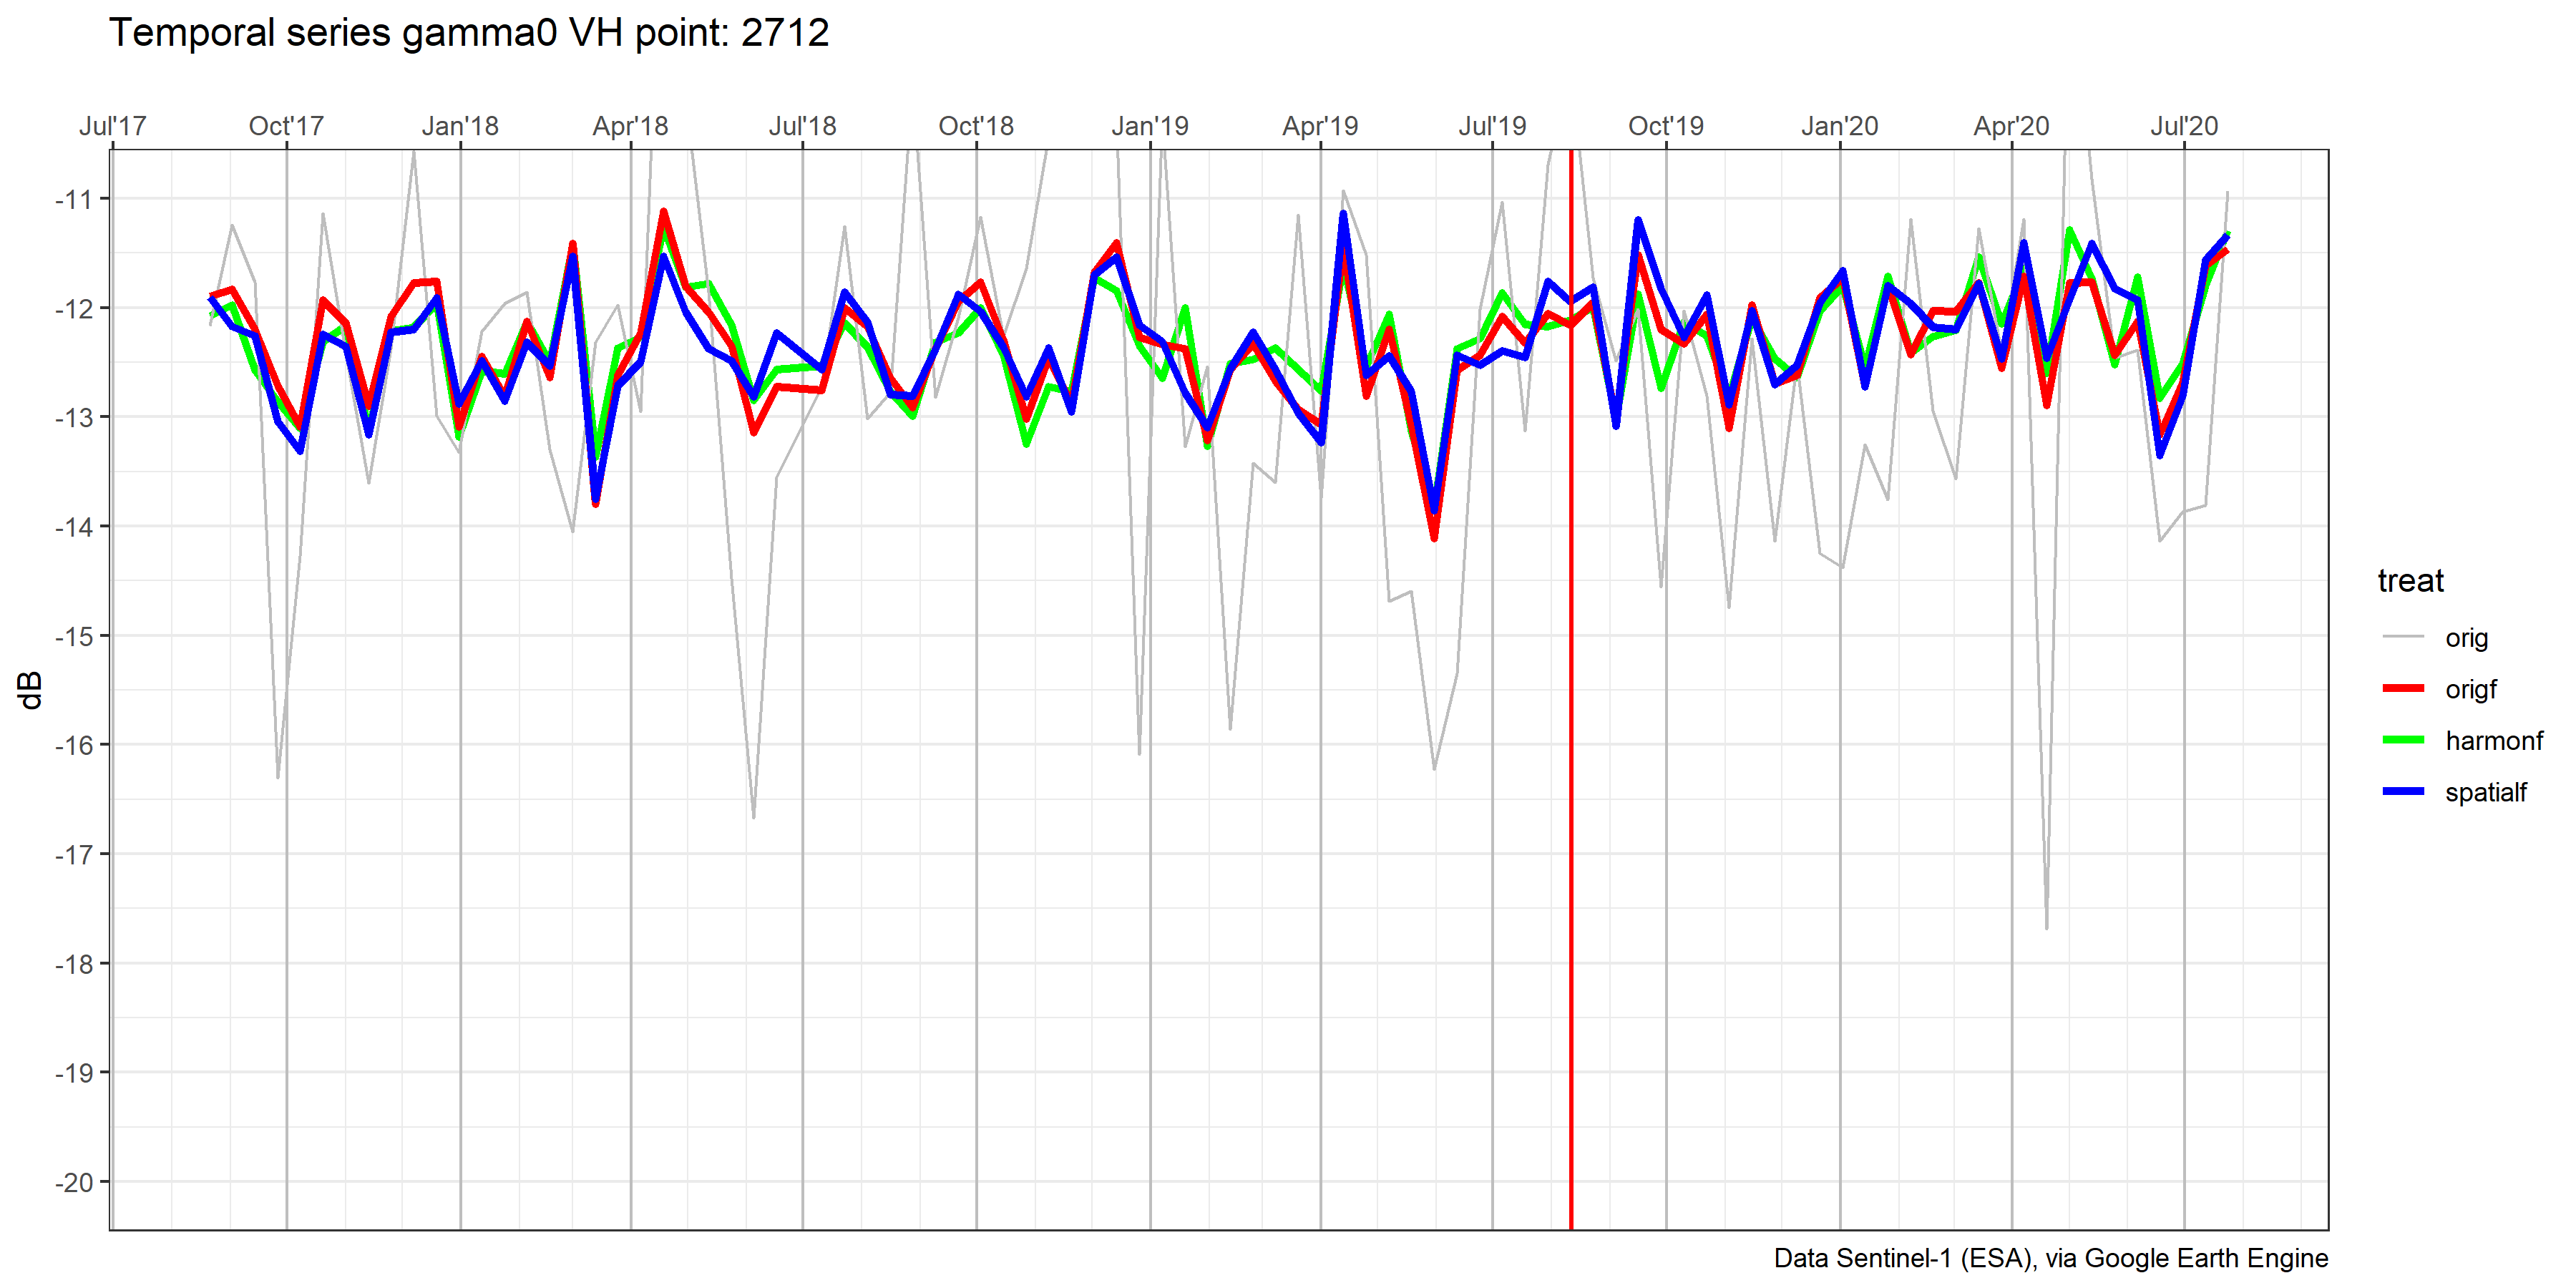 Temporal series gamma0 VH point: 2712
Jul'17 Oct'17 Jan'18 Apr'18 Jul'18 Oct'18 Jan'19 Apr'19 Jul'19 Oct'19 Jan'20 Apr'20 Jul'20
-11
-12
-13
-14
-15
-16
-17
-18
-19
-20
dB
treat
orig
origf
harmonf
spatialf
Data Sentinel-1 (ESA), via Google Earth Engine